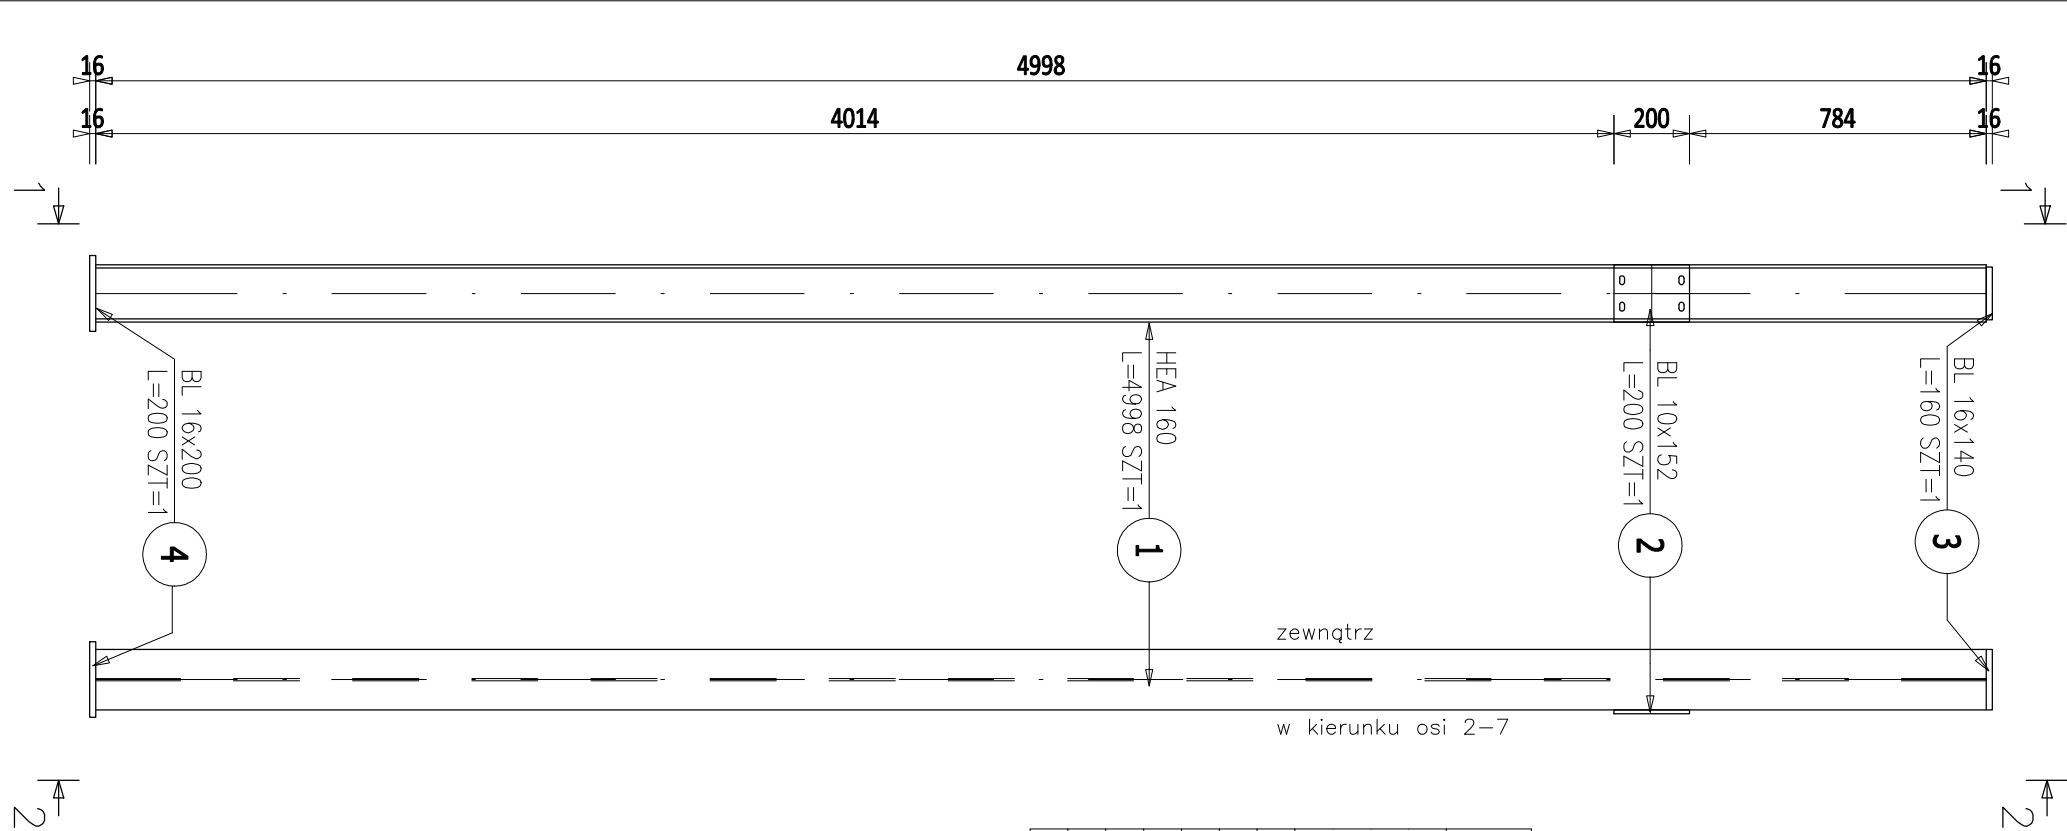 16 4998 16
16 4014 200 784 16
1 1
BL 16x200
L=200 SZT=1
HEA 160
L=4998 SZT=1
BL 10x152
L=200 SZT=1
BL 16x140
L=160 SZT=1
4 1 2 3
zewnątrz
w kierunku osi 2-7
2 2